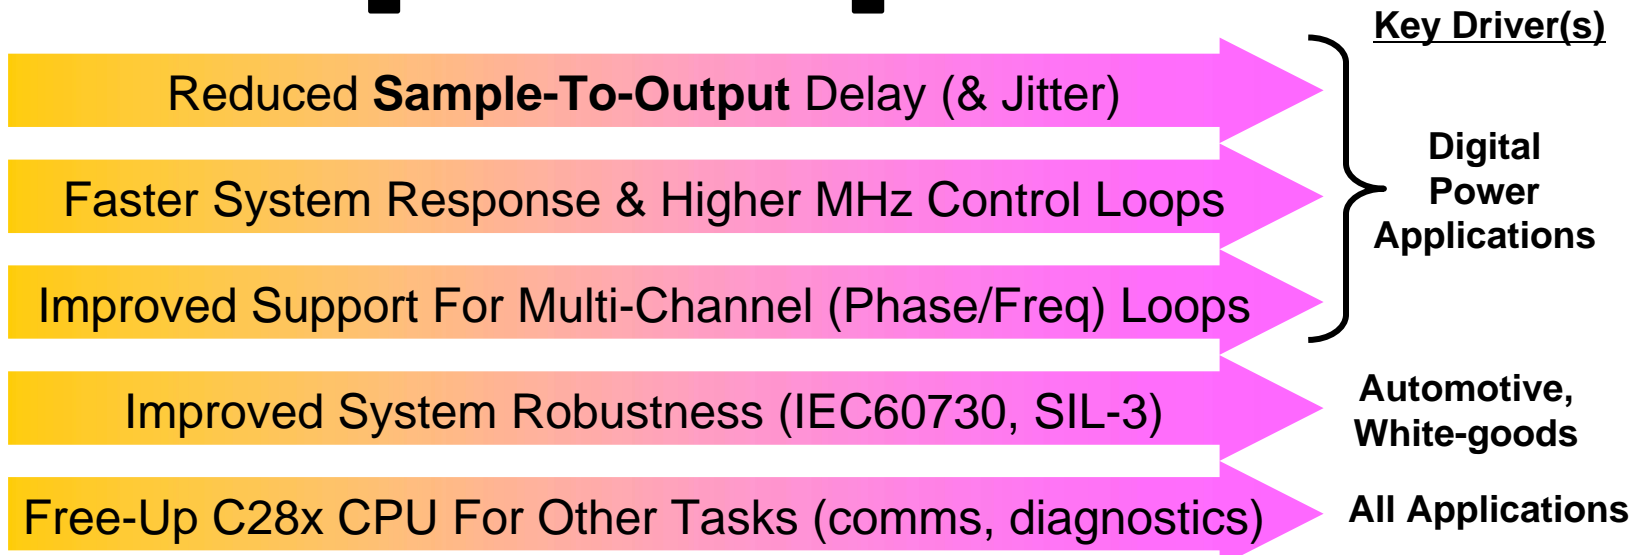 Key Driver(s)
Reduced Sample-To-Output Delay (& Jitter)
Faster System Response & Higher MHz Control Loops
Improved Support For Multi-Channel (Phase/Freq) Loops
Digital
Power
Applications
Improved System Robustness (IEC60730, SIL-3)
Automotive,
White-goods
Free-Up C28x CPU For Other Tasks (comms, diagnostics)
All Applications